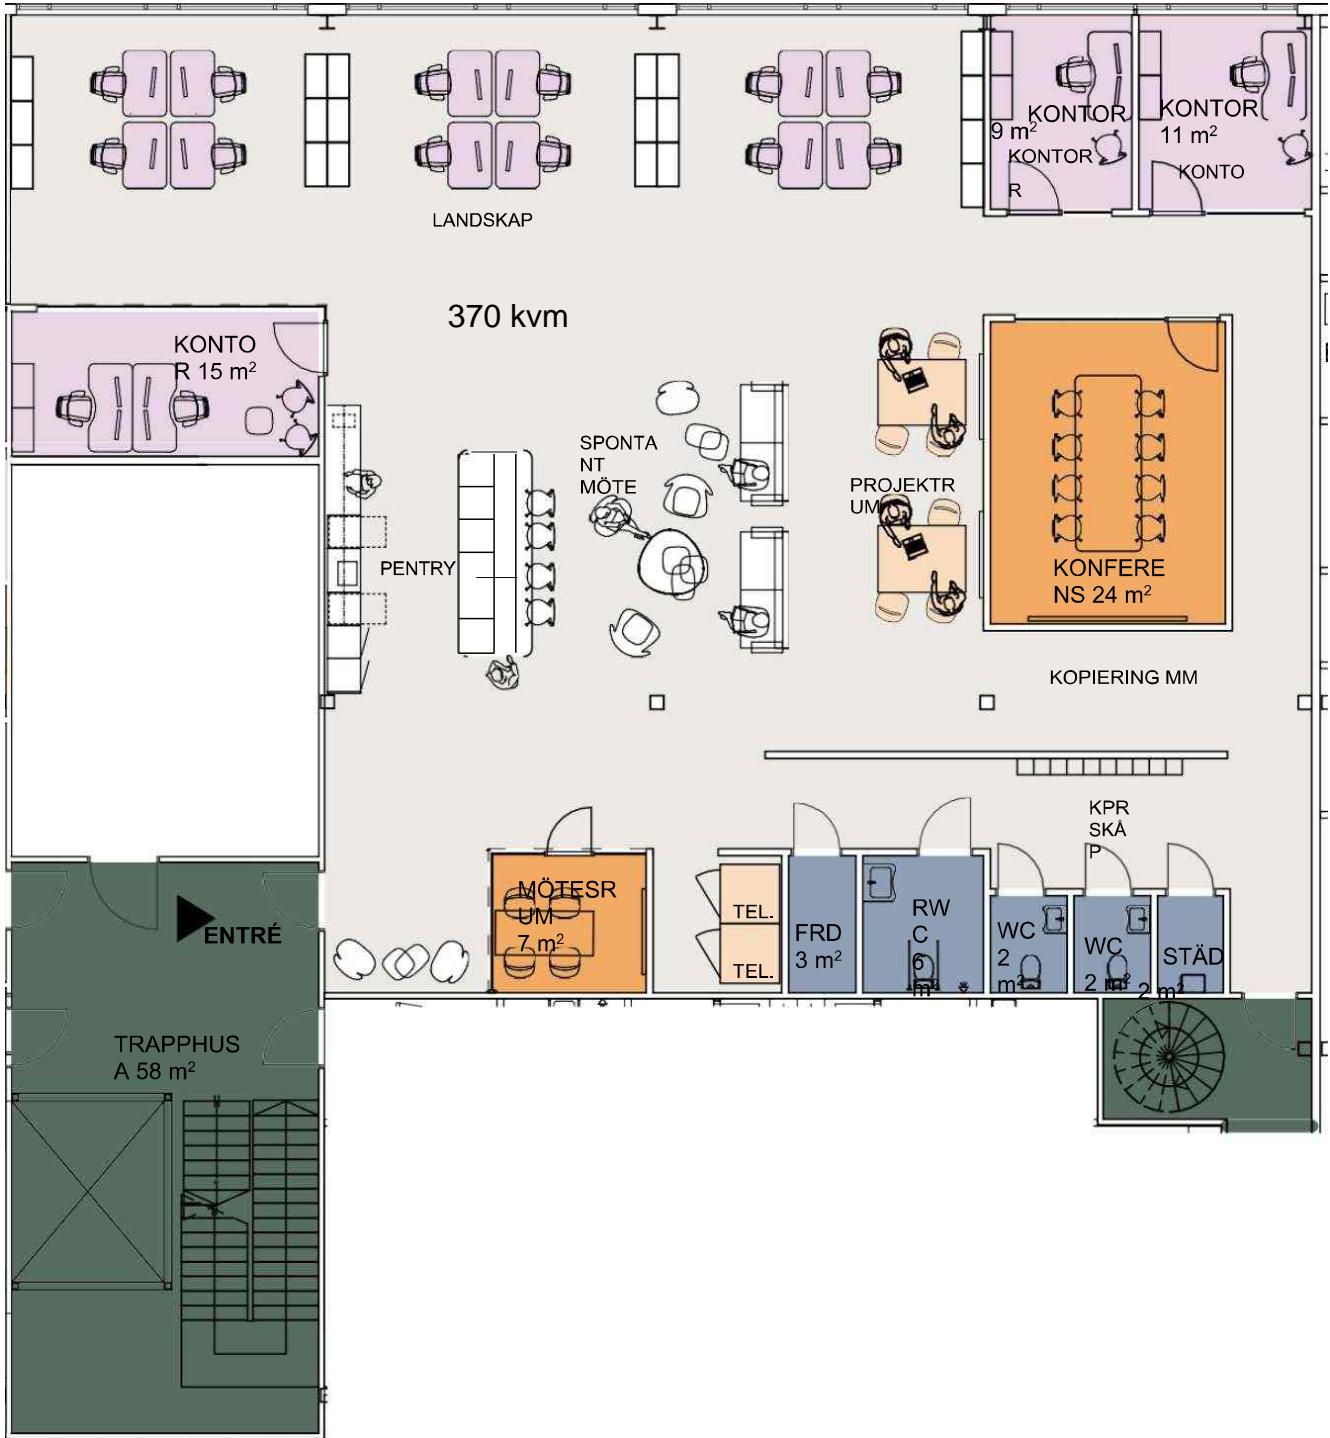 KONTOR
9 m²
KONTOR
R
KONTOR
11 m²
KONTO
LANDSKAP
370 kvm
KONTO
R 15 m²
SPONTA
NT
MÖTE
PROJEKTR
UM
PENTRY
KONFERE
NS 24 m²
KOPIERING MM
KPR
SKÅ
P
MÖTESR
UM
7 m²
TEL.
TEL.
FRD
3 m²
RW
C 6
m²
WC
2
m²
WC
2 m²
STÄD
2 m²
ENTRÉ
TRAPPHUS
A 58 m²